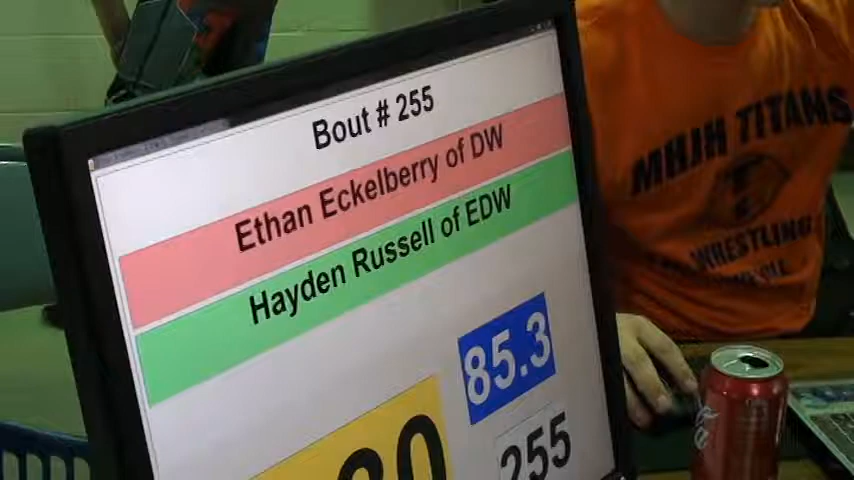 Bout # 255
Ethan Eckelberry of DW
Hayden Russell of EDW
85.3
255
MHJH TITANS
WRESTLING